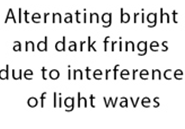 Alternating bright
and dark fringes
due to interference
of light waves